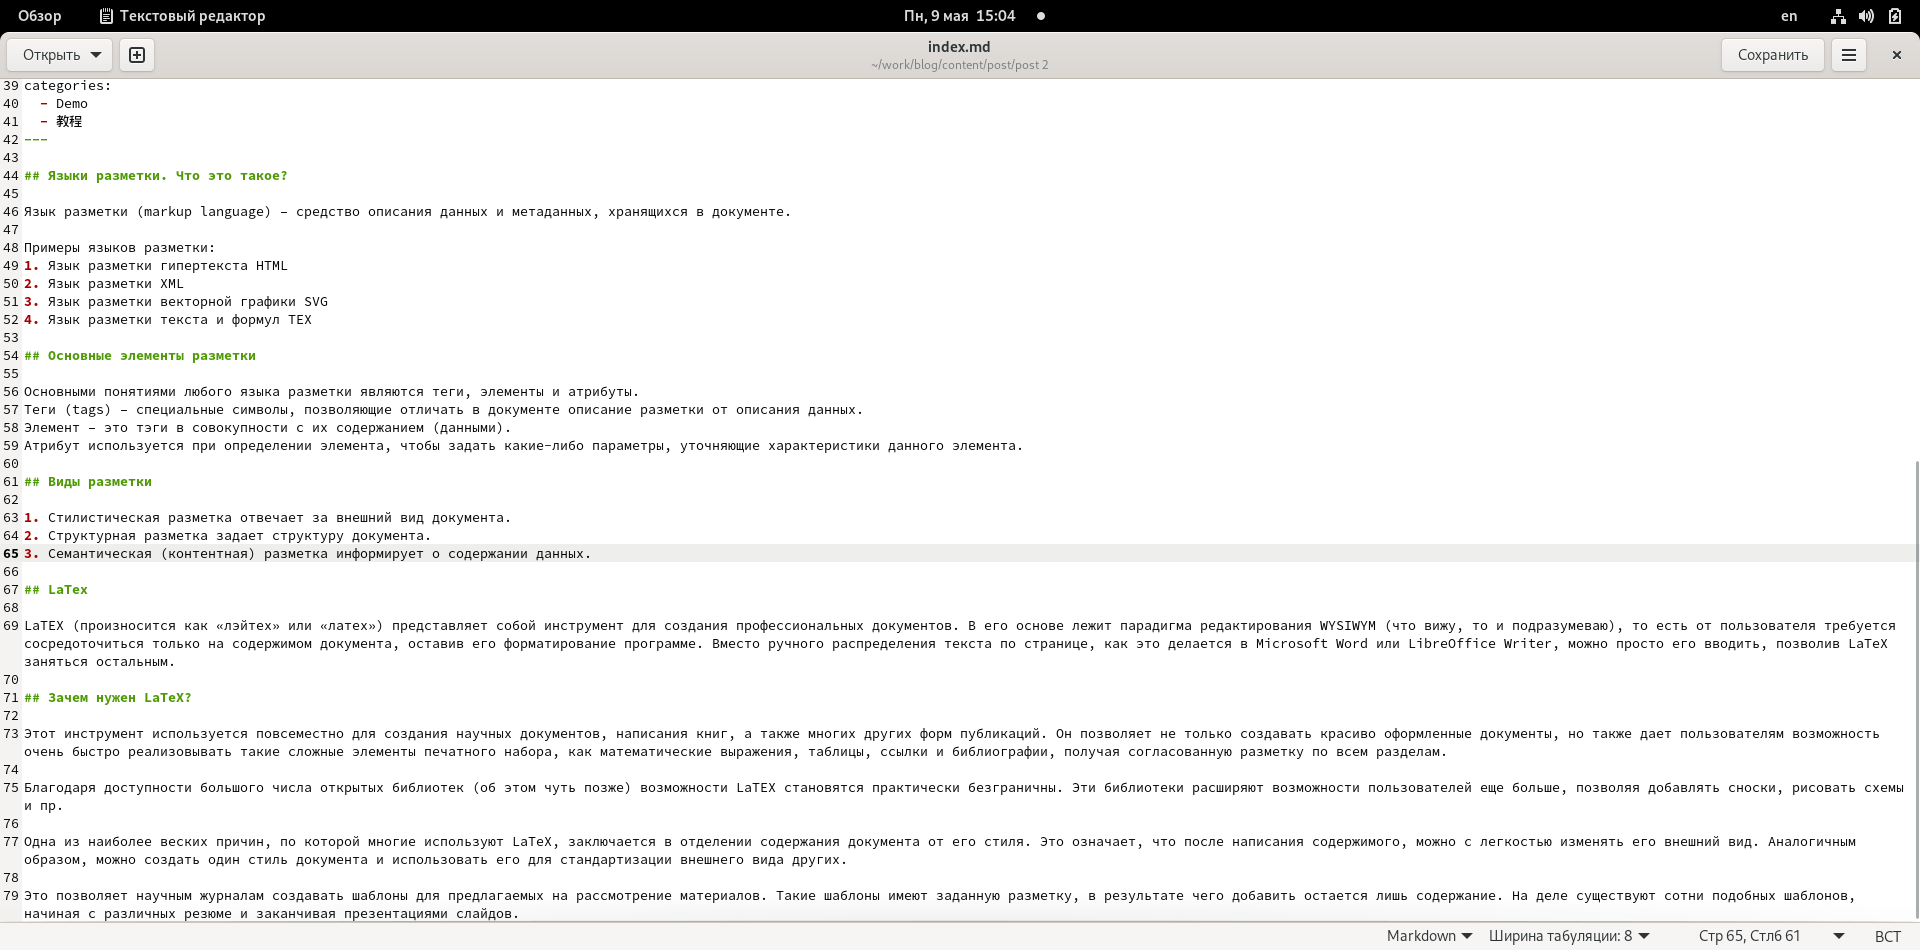 Обзор Текстовый редактор Пн, 9 мая 15:04 en
Открыть index.md Сохранить
~/work/blog/content/post/post 2
39 categories:
40 - Demo
41 - 教程
42 ---
43
44 ## Языки разметки. Что это такое?
45
46 Язык разметки (markup language) – средство описания данных и метаданных, хранящихся в документе.
47
48 Примеры языков разметки:
49 1. Язык разметки гипертекста HTML
50 2. Язык разметки XML
51 3. Язык разметки векторной графики SVG
52 4. Язык разметки текста и формул TEX
53
54 ## Основные элементы разметки
55
56 Основными понятиями любого языка разметки являются теги, элементы и атрибуты.
57 Теги (tags) – специальные символы, позволяющие отличать в документе описание разметки от описания данных.
58 Элемент – это тэги в совокупности с их содержанием (данными).
59 Атрибут используется при определении элемента, чтобы задать какие-либо параметры, уточняющие характеристики данного элемента.
60
61 ## Виды разметки
62
63 1. Стилистическая разметка отвечает за внешний вид документа.
64 2. Структурная разметка задает структуру документа.
65 3. Семантическая (контентная) разметка информирует о содержании данных.
66
67 ## LaTex
68
69 LaTEX (произносится как «лэйтех» или «латех») представляет собой инструмент для создания профессиональных документов. В его основе лежит парадигма редактирования WYSIWYM (что вижу, то и подразумеваю), то есть от пользователя требуется
сосредоточиться только на содержимом документа, оставив его форматирование программе. Вместо ручного распределения текста по странице, как это делается в Microsoft Word или LibreOffice Writer, можно просто его вводить, позволив LaTeX
заняться остальным.
70
71 ## Зачем нужен LaTeX?
72
73 Этот инструмент используется повсеместно для создания научных документов, написания книг, а также многих других форм публикаций. Он позволяет не только создавать красиво оформленные документы, но также дает пользователям возможность
очень быстро реализовывать такие сложные элементы печатного набора, как математические выражения, таблицы, ссылки и библиографии, получая согласованную разметку по всем разделам.
74
75 Благодаря доступности большого числа открытых библиотек (об этом чуть позже) возможности LaTEX становятся практически безграничны. Эти библиотеки расширяют возможности пользователей еще больше, позволяя добавлять сноски, рисовать схемы
и пр.
76
77 Одна из наиболее веских причин, по которой многие используют LaTeX, заключается в отделении содержания документа от его стиля. Это означает, что после написания содержимого, можно с легкостью изменять его внешний вид. Аналогичным
образом, можно создать один стиль документа и использовать его для стандартизации внешнего вида других.
78
79 Это позволяет научным журналам создавать шаблоны для предлагаемых на рассмотрение материалов. Такие шаблоны имеют заданную разметку, в результате чего добавить остается лишь содержание. На деле существуют сотни подобных шаблонов,
начиная с различных резюме и заканчивая презентациями слайдов.
Markdown Ширина табуляции: 8 Стр 65, Стлб 61 ВСТ